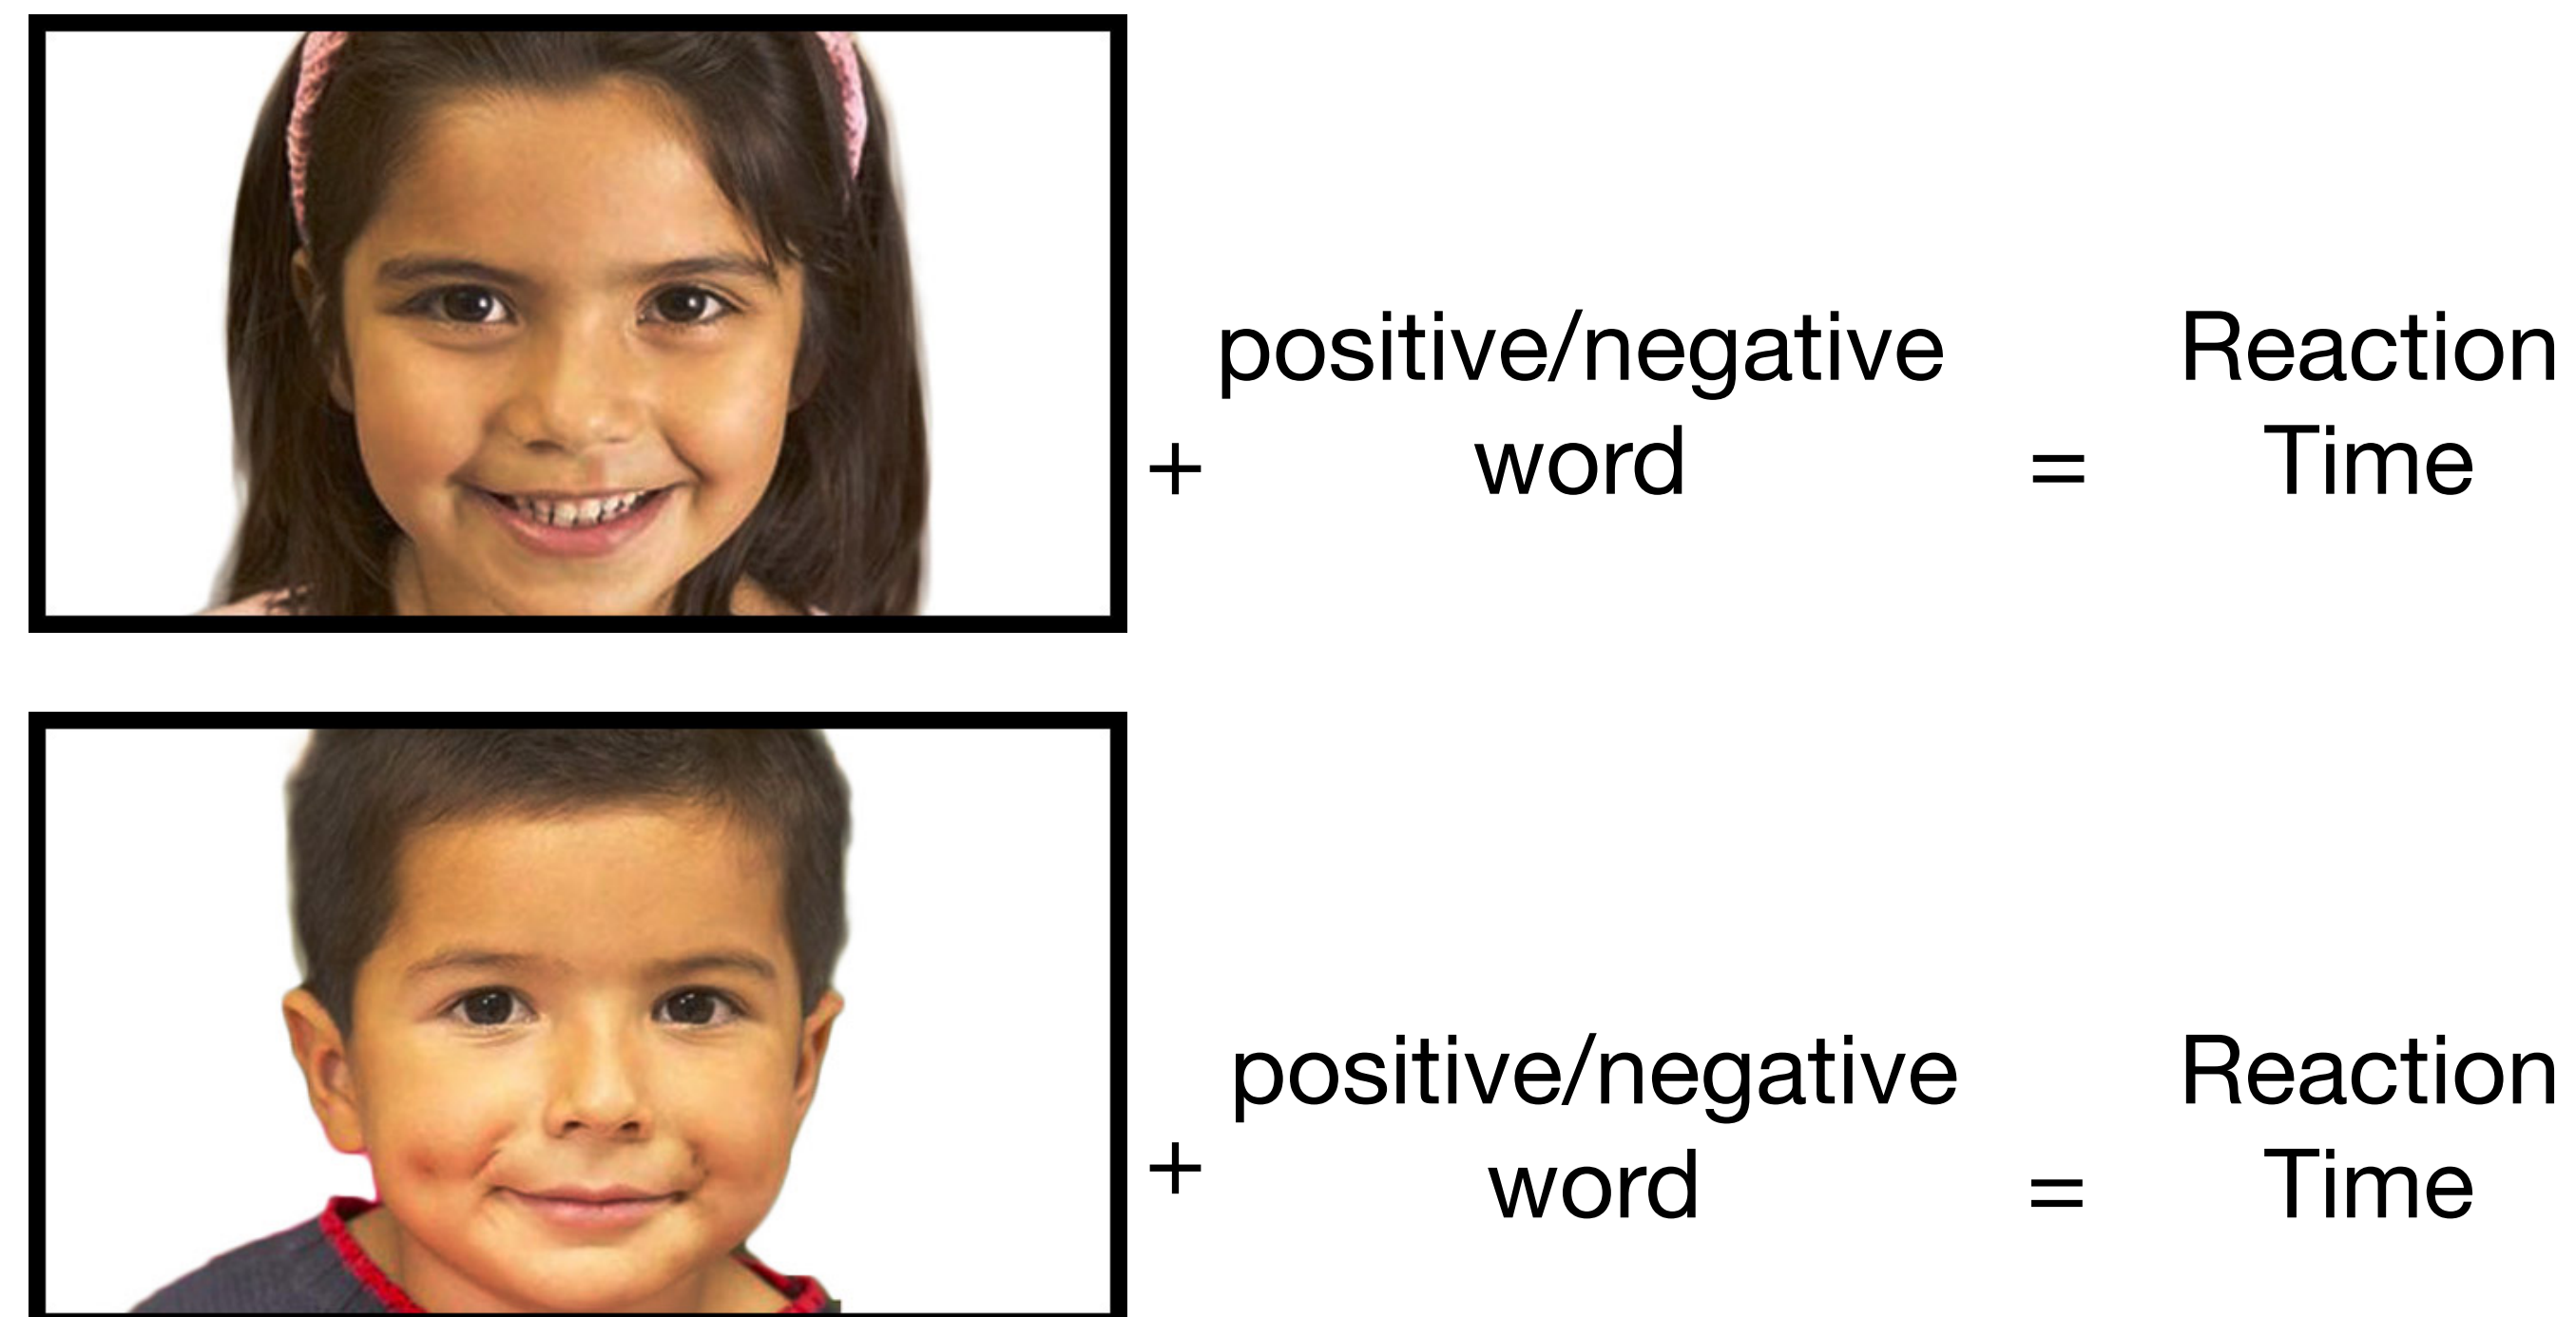 positive/negative
word
+
=
Reaction
Time
positive/negative
word
+
=
Reaction
Time